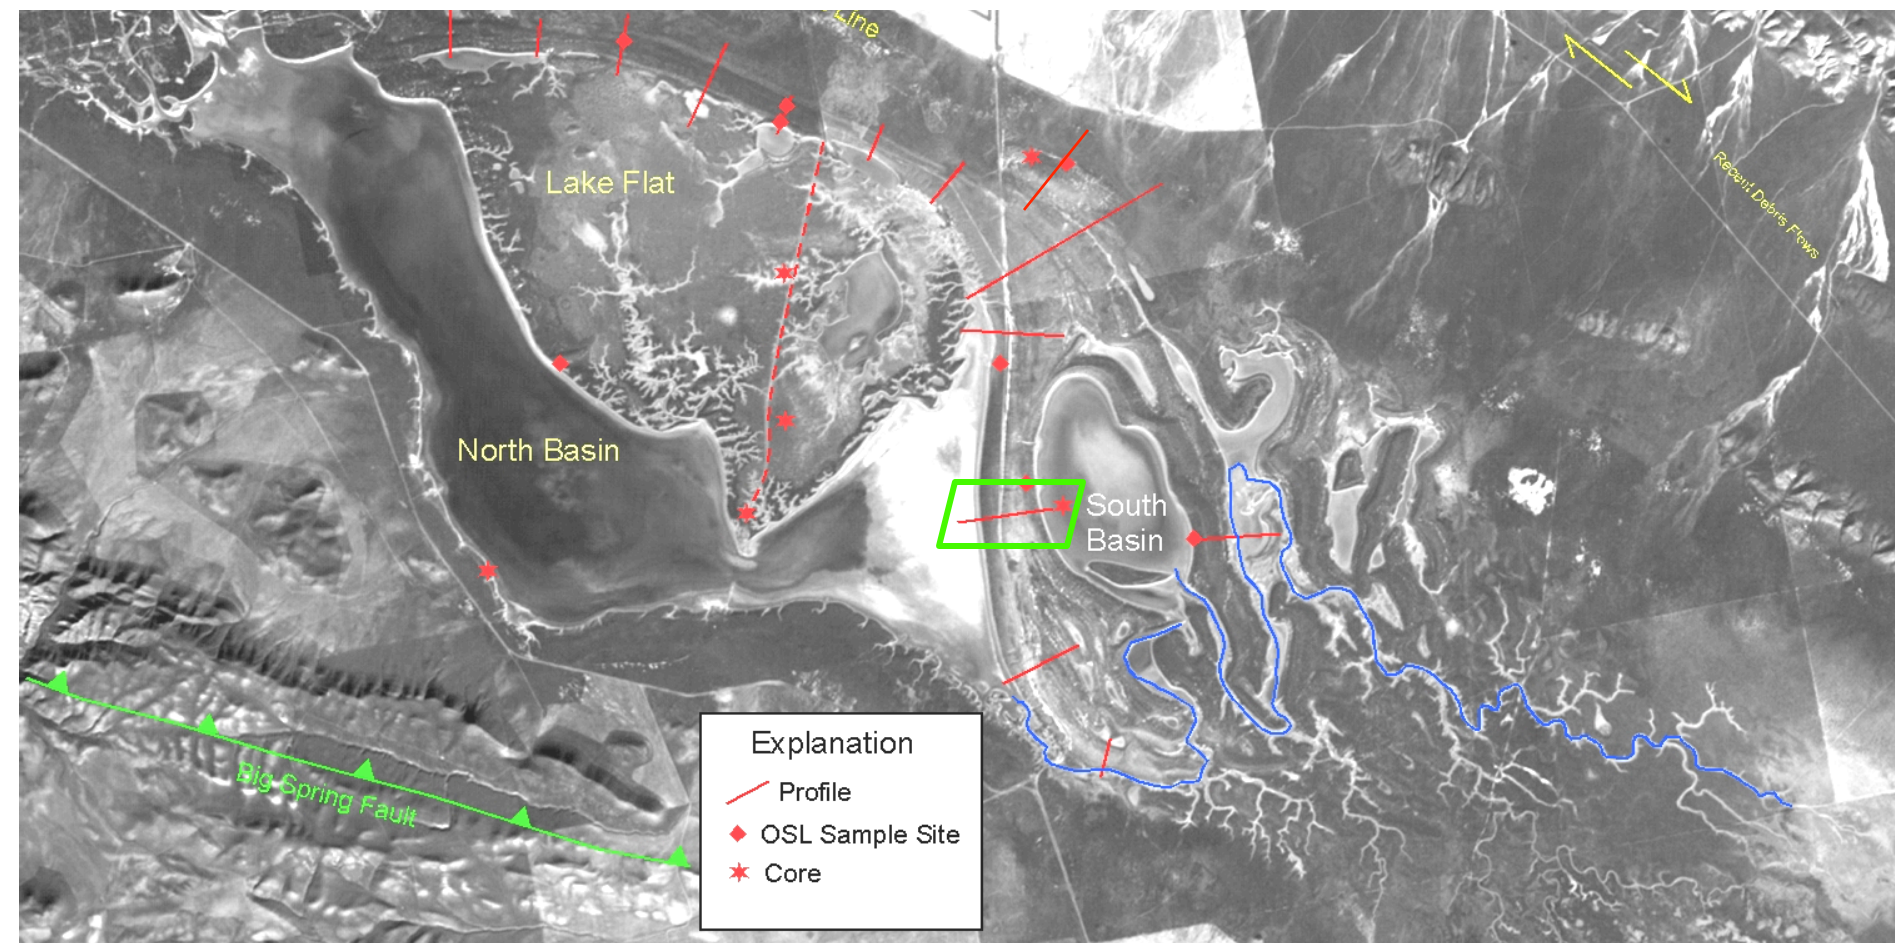 Line
Lake Flat
Recent Debris Flows
North Basin
South
Basin
Big Spring Fault
Explanation
Profile
OSL Sample Site
Core